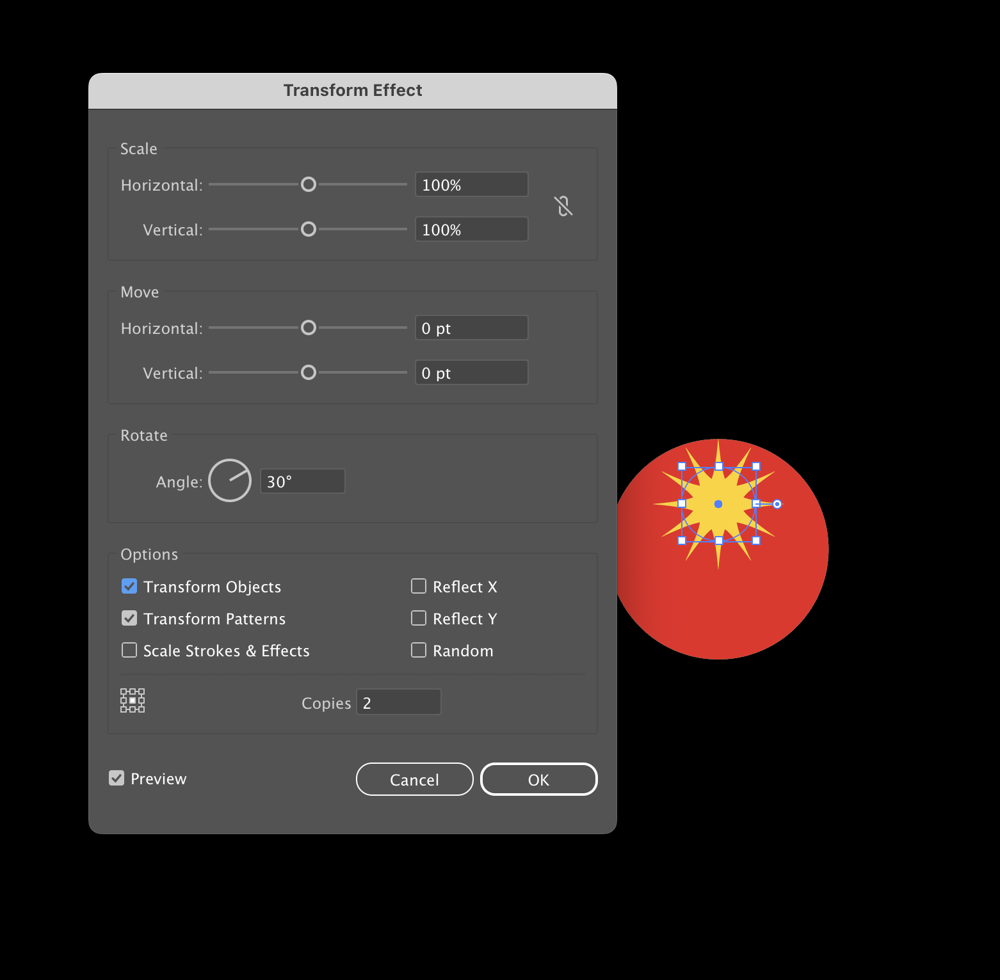 Transform Effect
Scale
Horizontal: 100%
Vertical: 100%
Move
Horizontal: 0 pt
Vertical: 0 pt
Rotate
Angle: 30°
Options
Transform Objects Reflect X
Transform Patterns Reflect Y
Scale Strokes & Effects Random
Copies 2
Preview Cancel OK